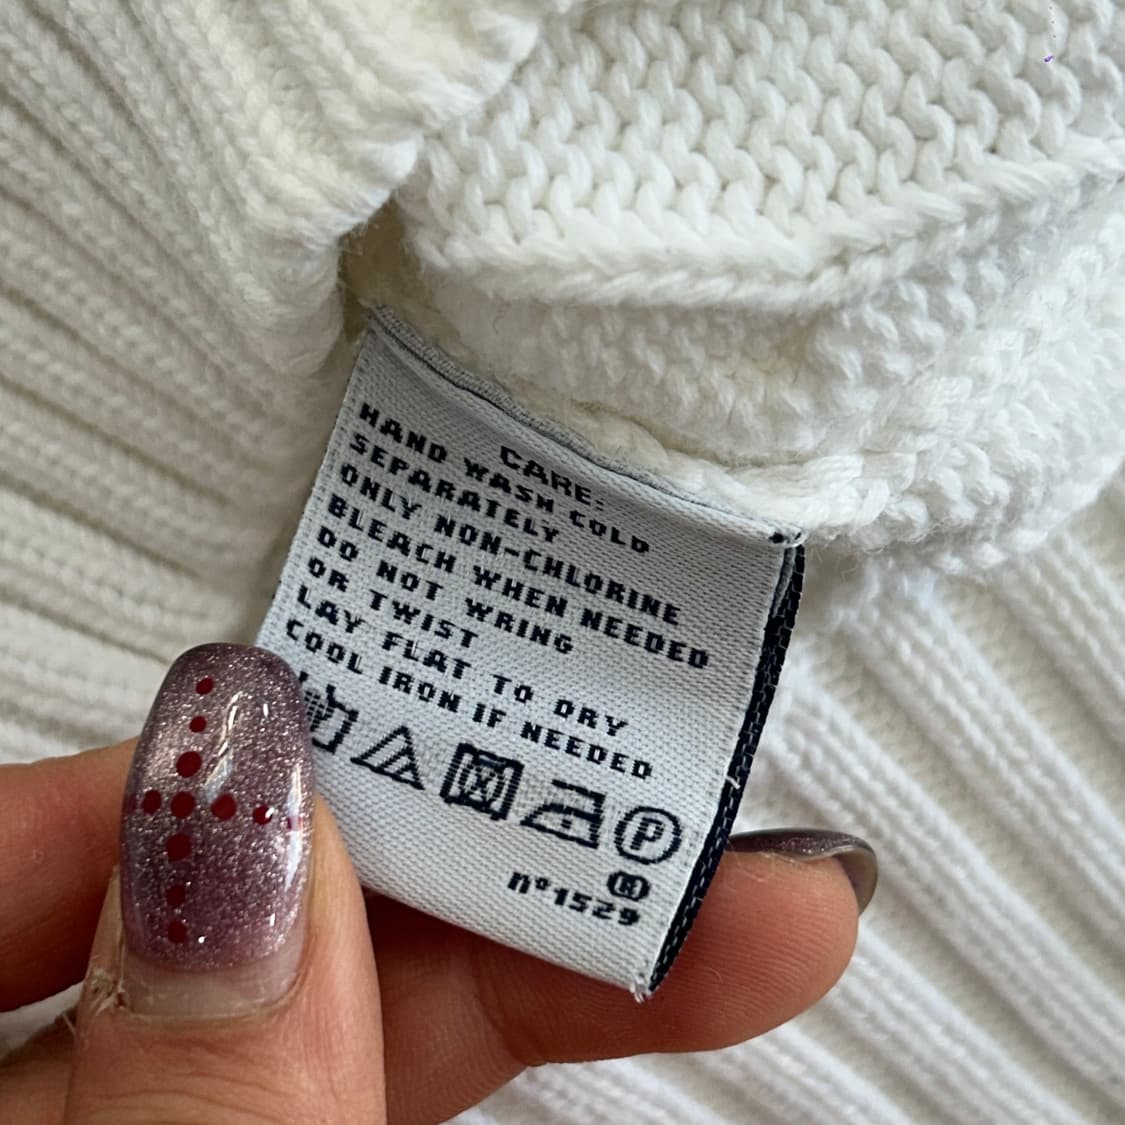 CARE:
HAND WASH COLD
SEPARATELY
ONLY NON-CHLORINE
BLEACH WHEN NEEDED
DO NOT WRING
OR TWIST
LAY FLAT TO DRY
COOL IRON IF NEEDED
P
®
nº1529